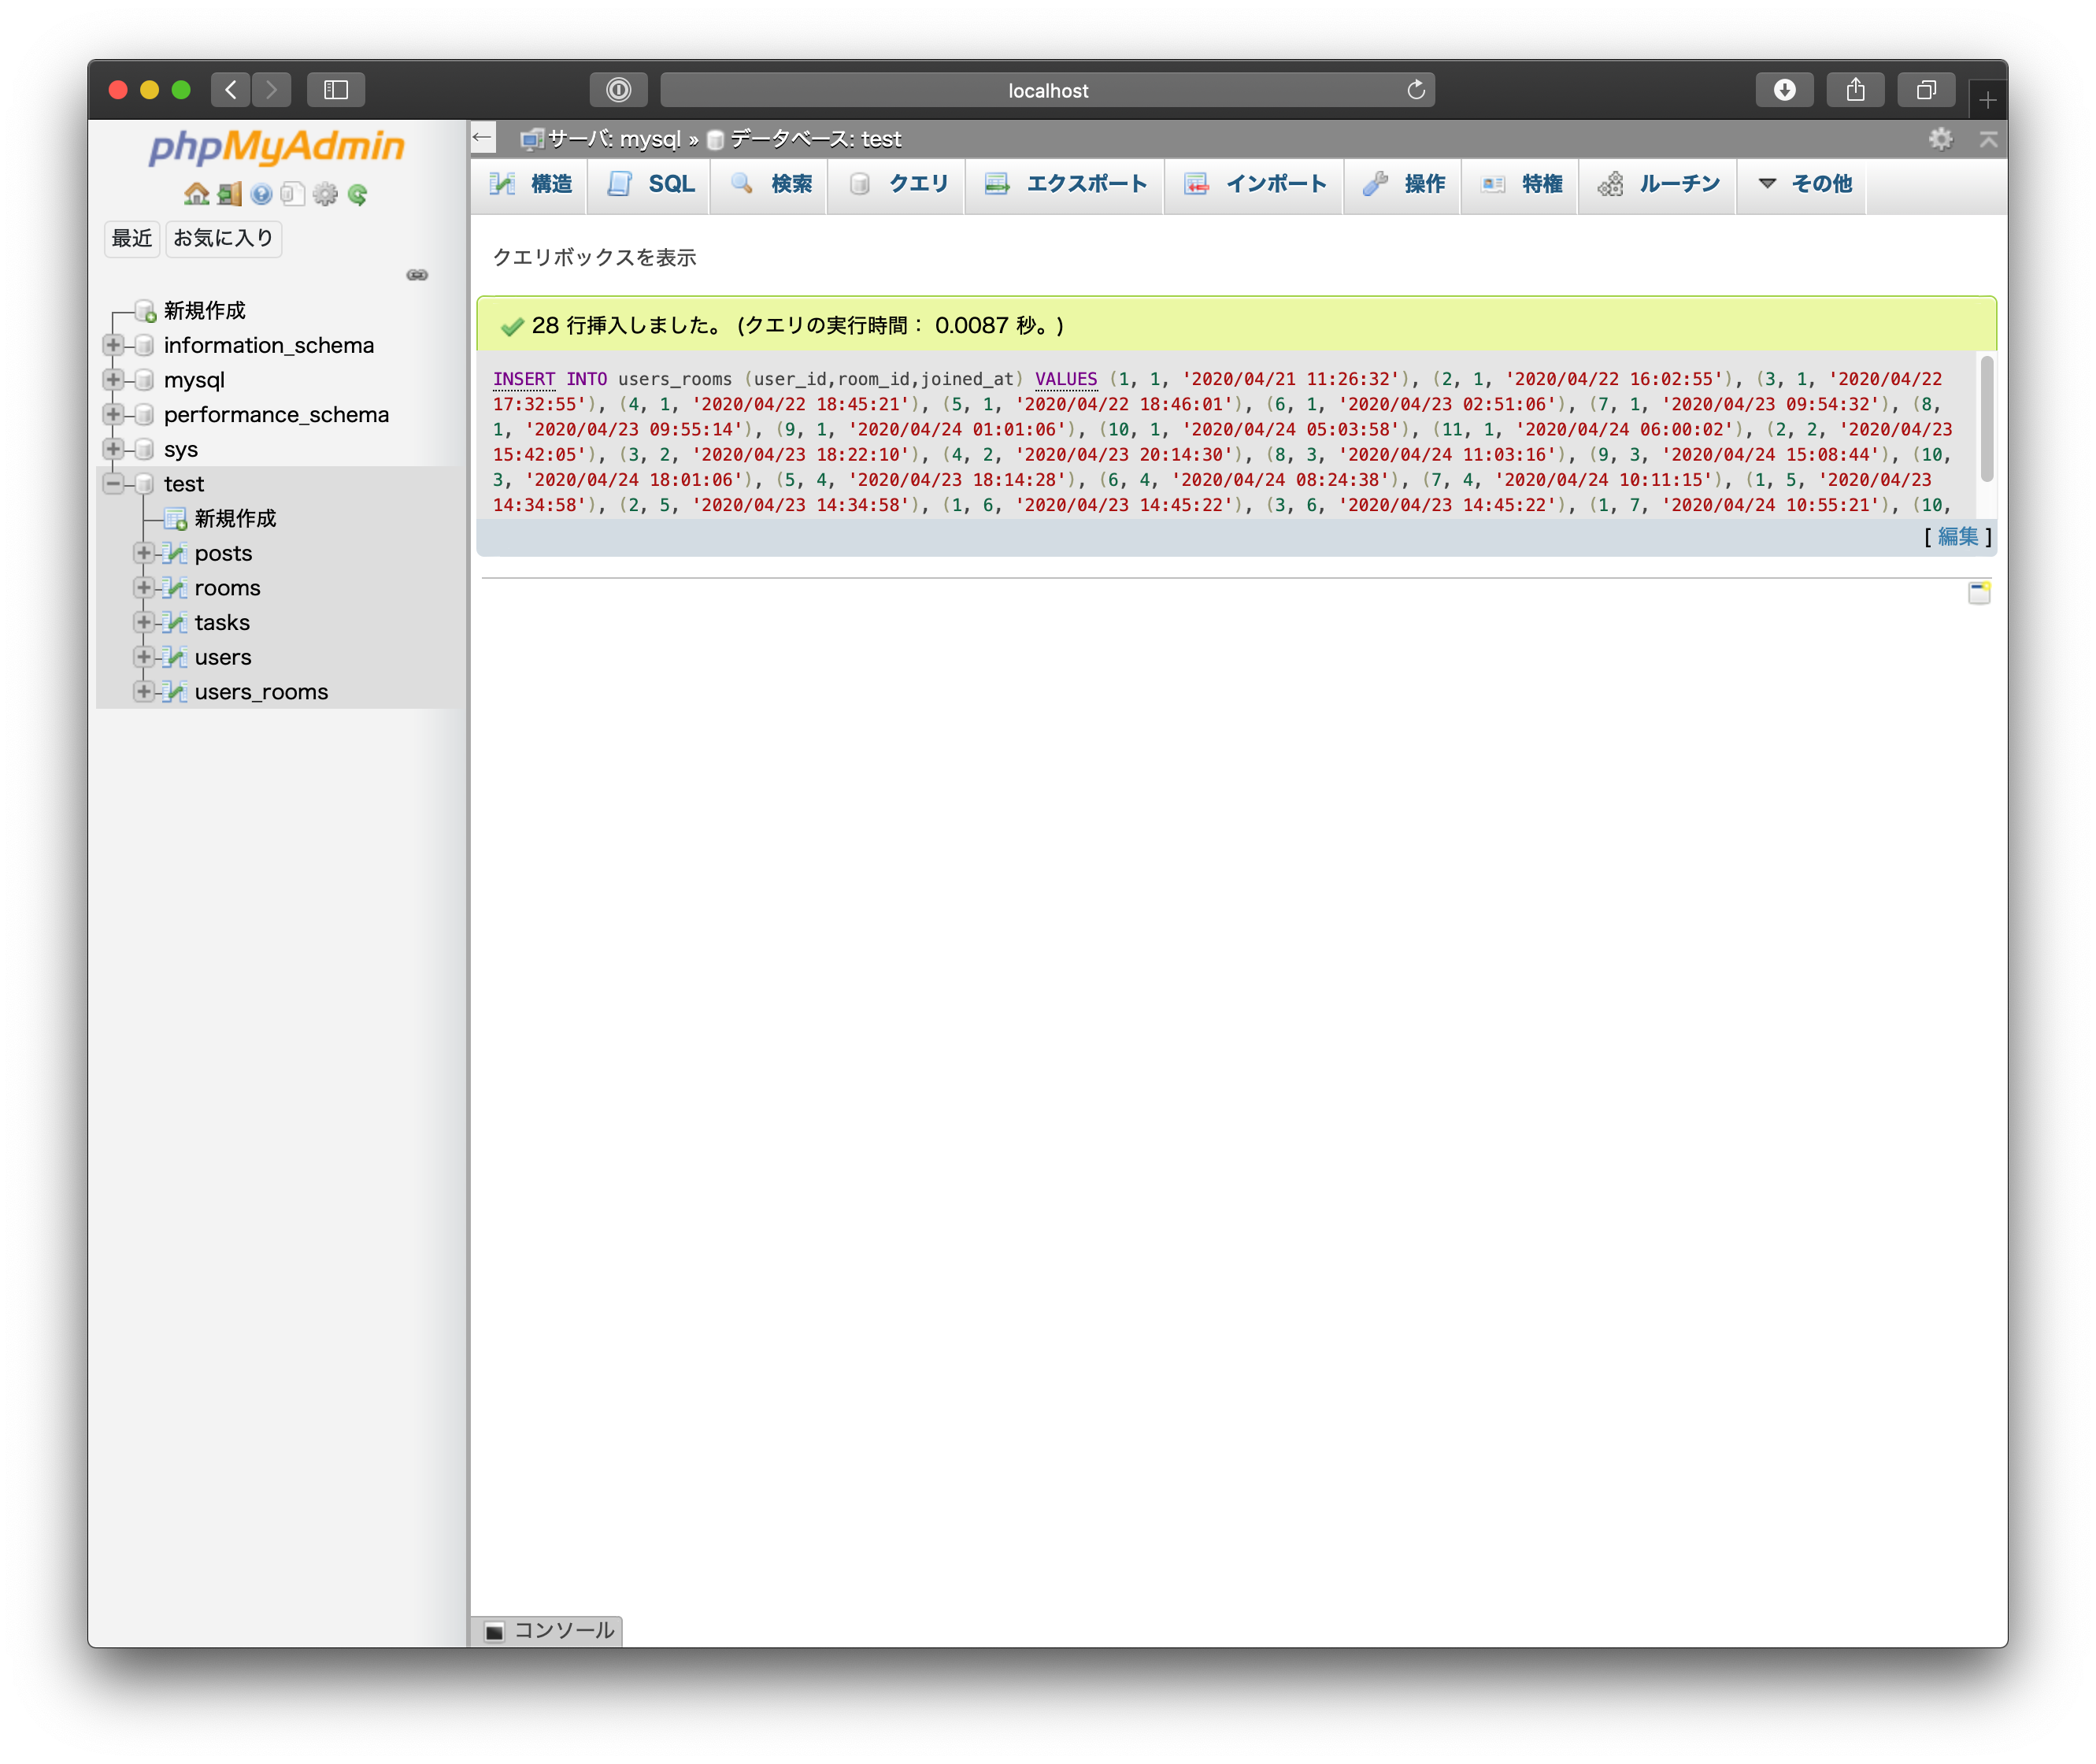 localhost
phpMyAdmin
最近 お気に入り
新規作成
information_schema
mysql
performance_schema
sys
test
新規作成
posts
rooms
tasks
users
users_rooms
サーバ: mysql » データベース: test
構造 SQL 検索 クエリ エクスポート インポート 操作 特権 ルーチン その他
クエリボックスを表示
28 行挿入しました。 (クエリの実行時間： 0.0087 秒。)
INSERT INTO users_rooms (user_id,room_id,joined_at) VALUES (1, 1, '2020/04/21 11:26:32'), (2, 1, '2020/04/22 16:02:55'), (3, 1, '2020/04/22
17:32:55'), (4, 1, '2020/04/22 18:45:21'), (5, 1, '2020/04/22 18:46:01'), (6, 1, '2020/04/23 02:51:06'), (7, 1, '2020/04/23 09:54:32'), (8,
1, '2020/04/23 09:55:14'), (9, 1, '2020/04/24 01:01:06'), (10, 1, '2020/04/24 05:03:58'), (11, 1, '2020/04/24 06:00:02'), (2, 2, '2020/04/23
15:42:05'), (3, 2, '2020/04/23 18:22:10'), (4, 2, '2020/04/23 20:14:30'), (8, 3, '2020/04/24 11:03:16'), (9, 3, '2020/04/24 15:08:44'), (10,
3, '2020/04/24 18:01:06'), (5, 4, '2020/04/23 18:14:28'), (6, 4, '2020/04/24 08:24:38'), (7, 4, '2020/04/24 10:11:15'), (1, 5, '2020/04/23
14:34:58'), (2, 5, '2020/04/23 14:34:58'), (1, 6, '2020/04/23 14:45:22'), (3, 6, '2020/04/23 14:45:22'), (1, 7, '2020/04/24 10:55:21'), (10,
[ 編集 ]
コンソール